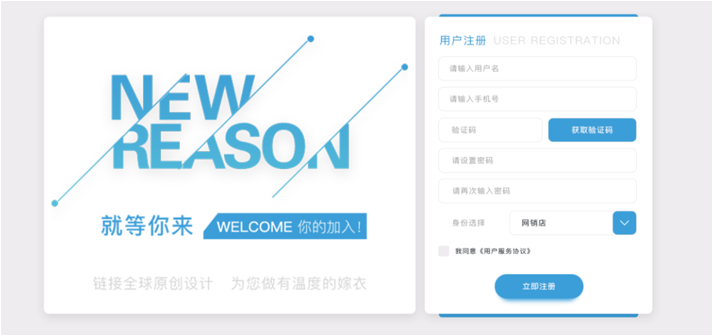 NEW
REASON
就等你来 WELCOME 你的加入!
链接全球原创设计 为您做有温度的嫁衣
用户注册 USER REGISTRATION
请输入用户名
请输入手机号
验证码 获取验证码
请设置密码
请再次输入密码
身份选择 网销店
我同意《用户服务协议》
立即注册